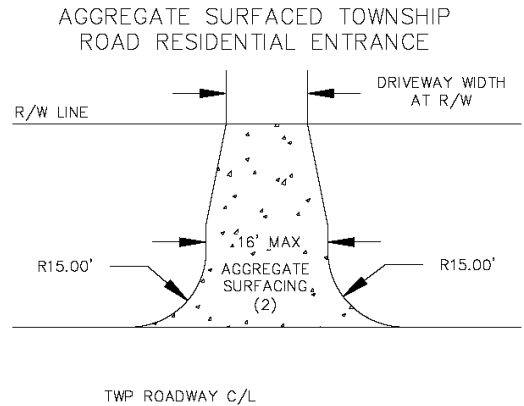 AGGREGATE SURFACED TOWNSHIP
ROAD RESIDENTIAL ENTRANCE
DRIVEWAY WIDTH
AT R/W
R/W LINE
16' MAX
R15.00'
AGGREGATE
SURFACING
(2)
R15.00'
TWP ROADWAY C/L